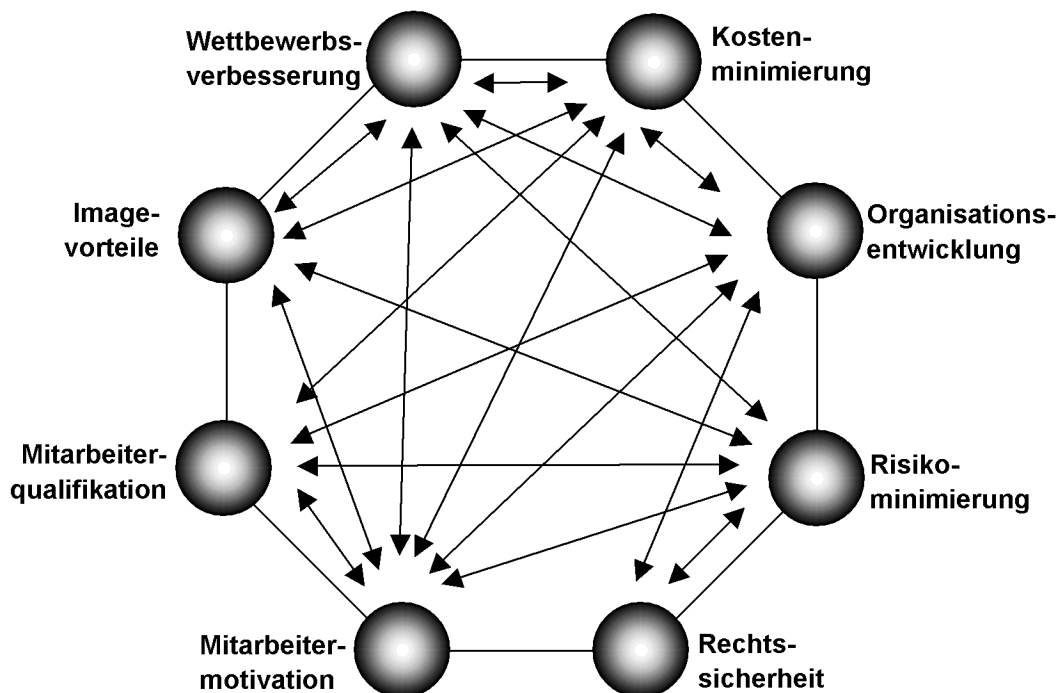 Wettbewerbs-
verbesserung
Kosten-
minimierung
Image-
vorteile
Organisations-
entwicklung
Mitarbeiter-
qualifikation
Risiko-
minimierung
Mitarbeiter-
motivation
Rechts-
sicherheit